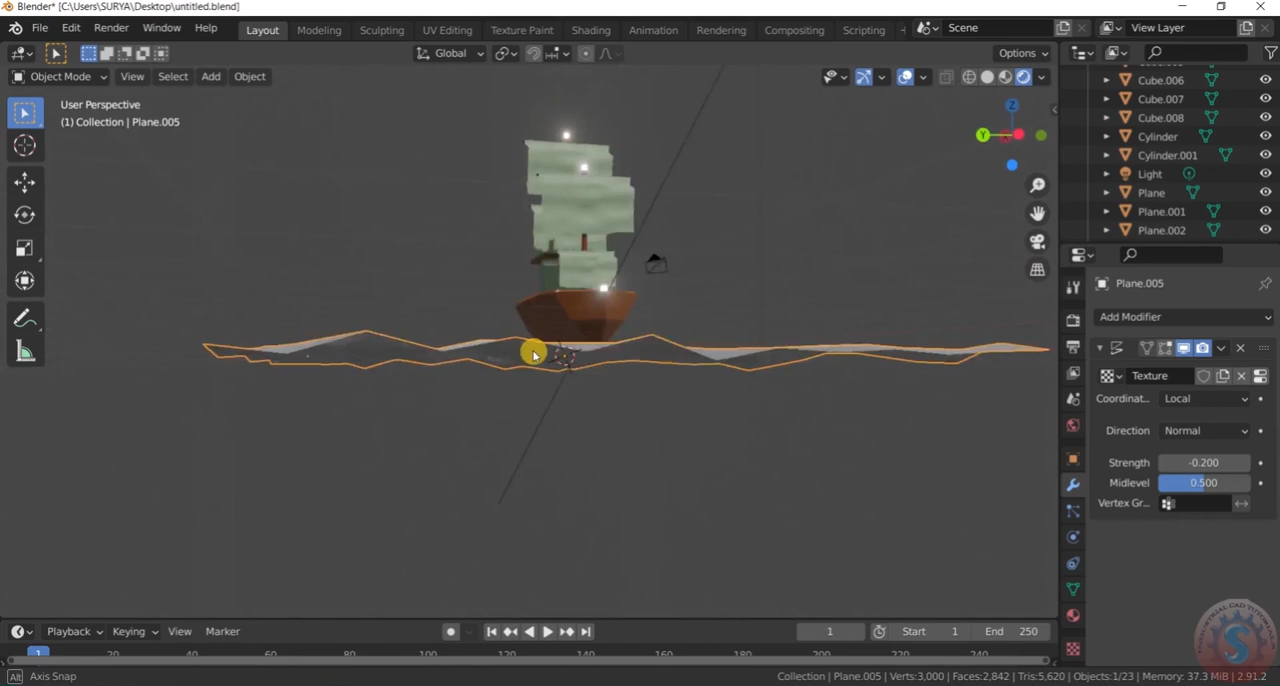 Blender* [C:\Users\SURYA\Desktop\untitled.blend]
File Edit Render Window Help Layout Modeling Sculpting UV Editing Texture Paint Shading Animation Rendering Compositing Scripting Scene View Layer
Global Options
Object Mode View Select Add Object
User Perspective
(1) Collection | Plane.005
Z
Y
Cube.006
Cube.007
Cube.008
Cylinder
Cylinder.001
Light
Plane
Plane.001
Plane.002
Plane.005
Add Modifier
Texture
Coordinat... Local
Direction Normal
Strength -0.200
Midlevel 0.500
Vertex Gr...
Playback Keying View Marker 1 Start 1 End 250
1 20 40 60 80 100 120 140 160 180 200 220 240
Alt Axis Snap Collection | Plane.005 | Verts:3,000 | Faces:2,842 | Tris:5,620 | Objects:1/23 | Memory: 37.3 MiB | 2.91.2